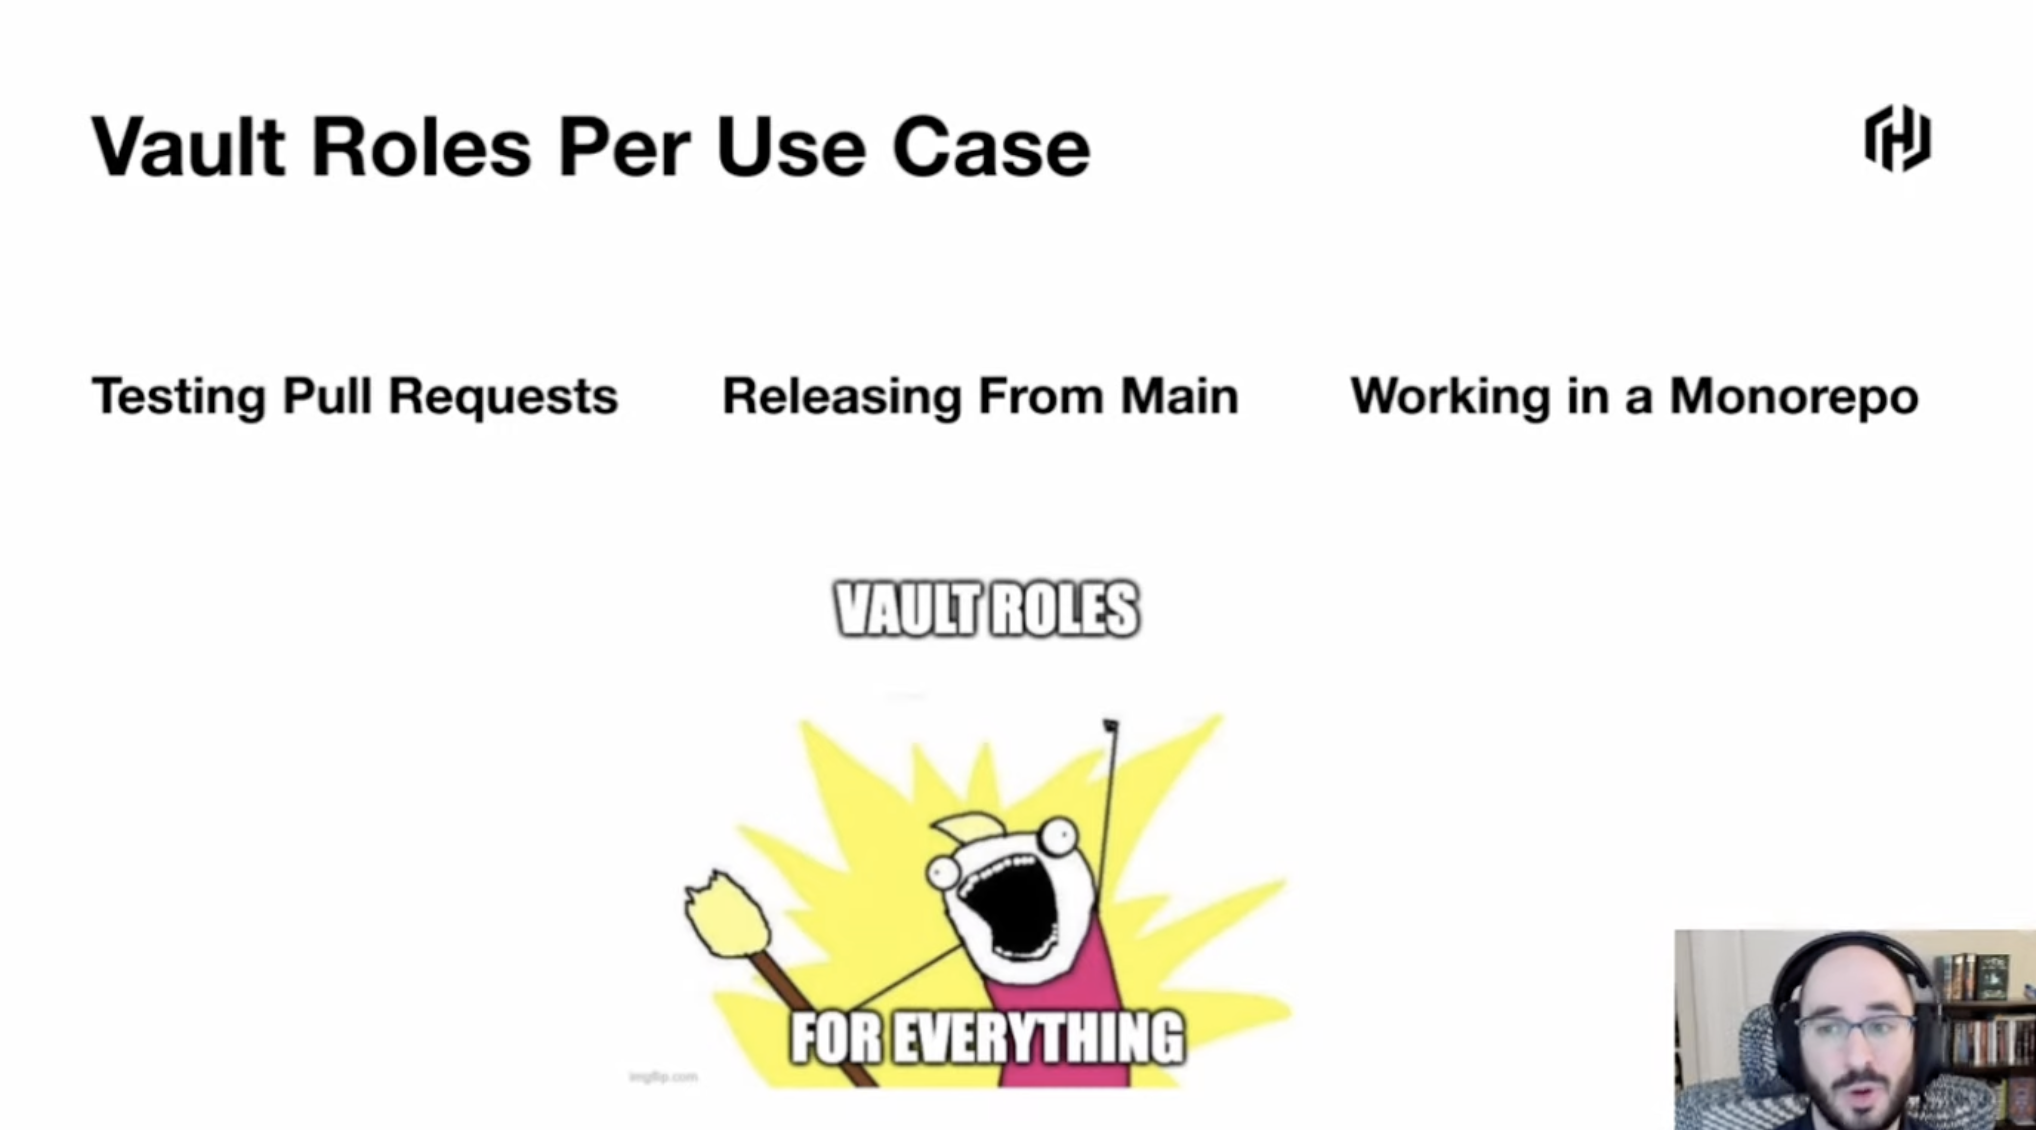 Vault Roles Per Use Case
Testing Pull Requests
Releasing From Main
Working in a Monorepo
VAULT ROLES
FOR EVERYTHING
imgflip.com